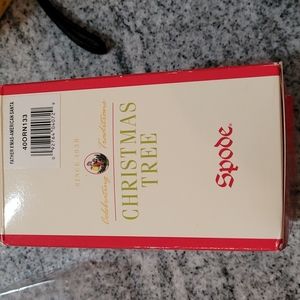 FATHER XMAS-AMERICAN SANTA
40ORN133
SINCE 1938
Celebrating Traditions
CHRISTMAS
TREE
Spode